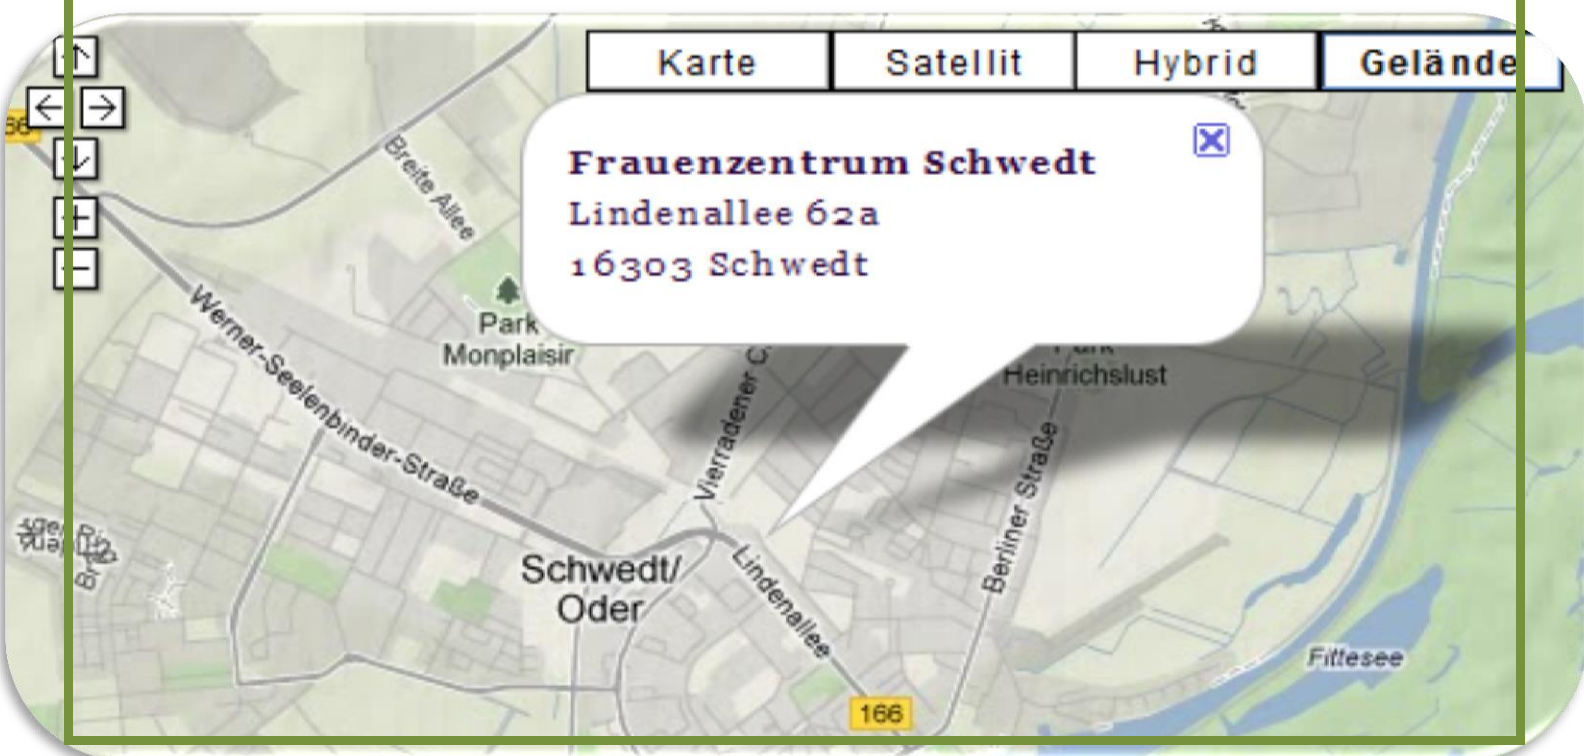 Karte Satellit Hybrid Gelände
Frauenzentrum Schwedt
Lindenallee 62a
16303 Schwedt
Breite Allee
Park
Monplaisir
Werner-Seelenbinder-Straße
Vierradener
Heinrichslust
Berliner Straße
Schwedt/
Oder
Lindenallee
Fittesee
166